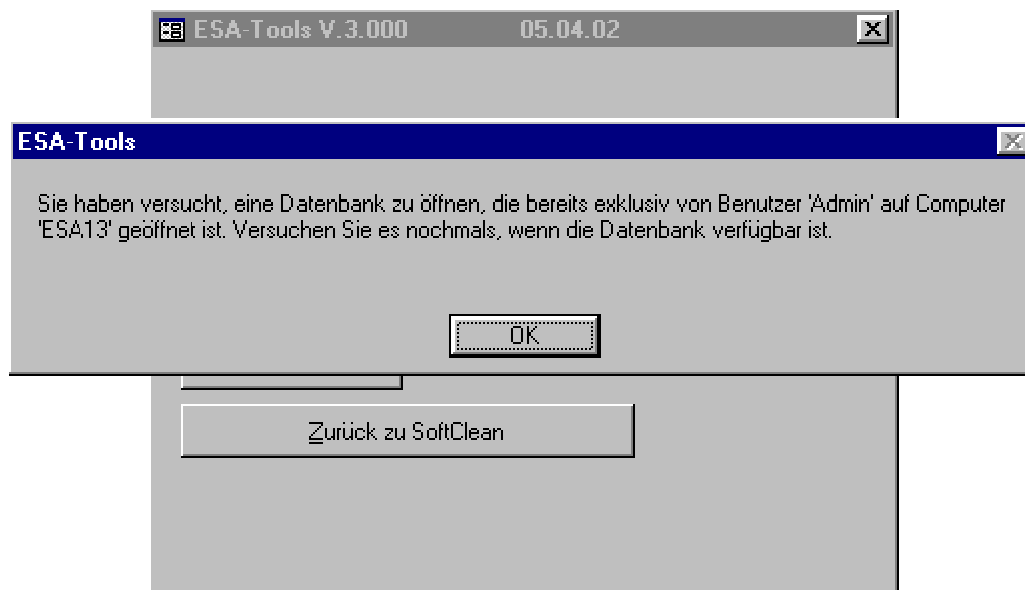 ESA-Tools V.3.000 05.04.02
ESA-Tools
Sie haben versucht, eine Datenbank zu öffnen, die bereits exklusiv von Benutzer 'Admin' auf Computer
'ESA13' geöffnet ist. Versuchen Sie es nochmals, wenn die Datenbank verfügbar ist.
OK
Zurück zu SoftClean